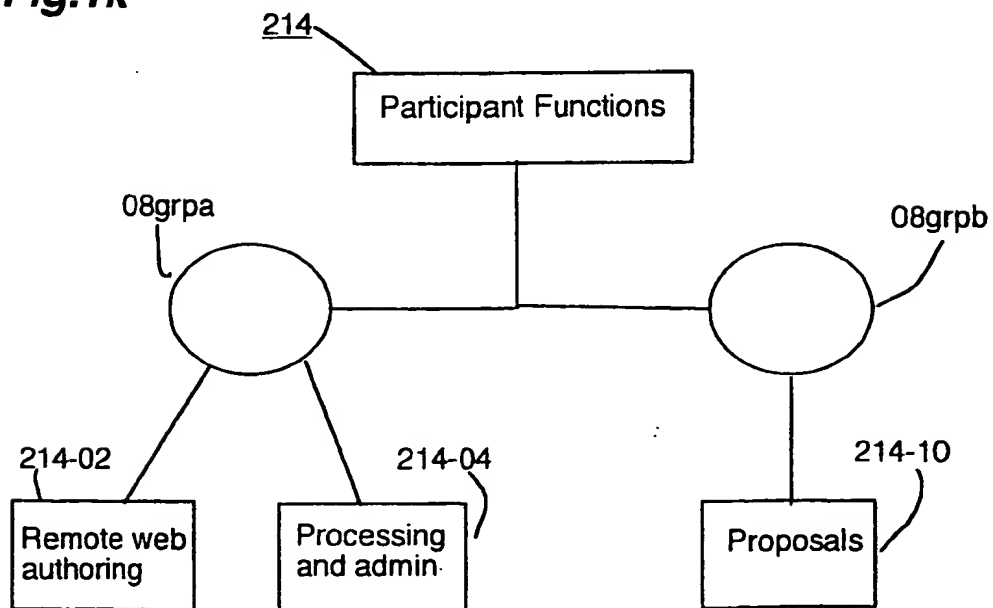 Fig.1k
214
Participant Functions
08grpa
08grpb
214-02
214-04
214-10
Remote web
authoring
Processing
and admin
Proposals